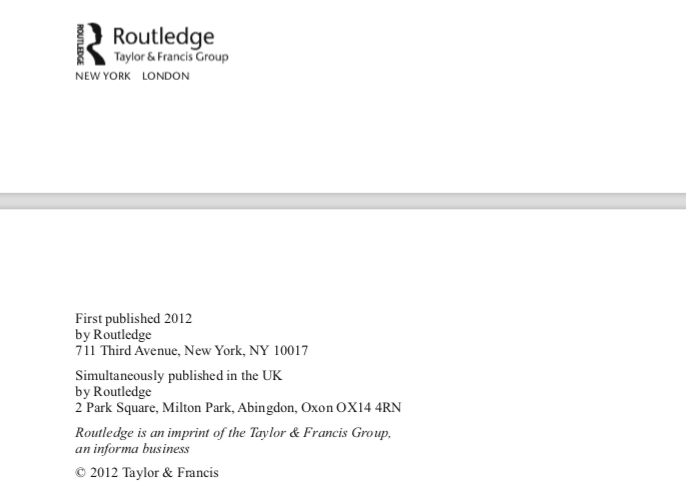 ROUTLEDGE
Routledge
Taylor & Francis Group
NEW YORK LONDON
First published 2012
by Routledge
711 Third Avenue, New York, NY 10017
Simultaneously published in the UK
by Routledge
2 Park Square, Milton Park, Abingdon, Oxon OX14 4RN
Routledge is an imprint of the Taylor & Francis Group,
an informa business
© 2012 Taylor & Francis